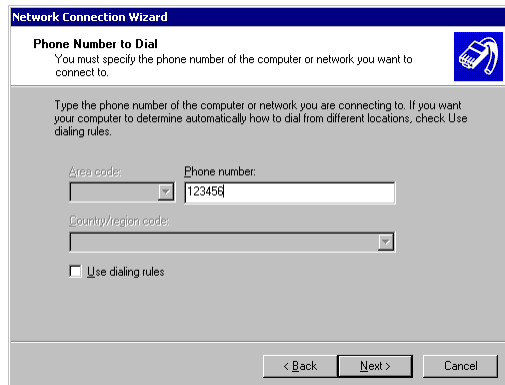 Network Connection Wizard
Phone Number to Dial
You must specify the phone number of the computer or network you want to
connect to.
Type the phone number of the computer or network you are connecting to. If you want
your computer to determine automatically how to dial from different locations, check Use
dialing rules.
Area code: Phone number:
123456
Country/region code:
Use dialing rules
< Back Next > Cancel